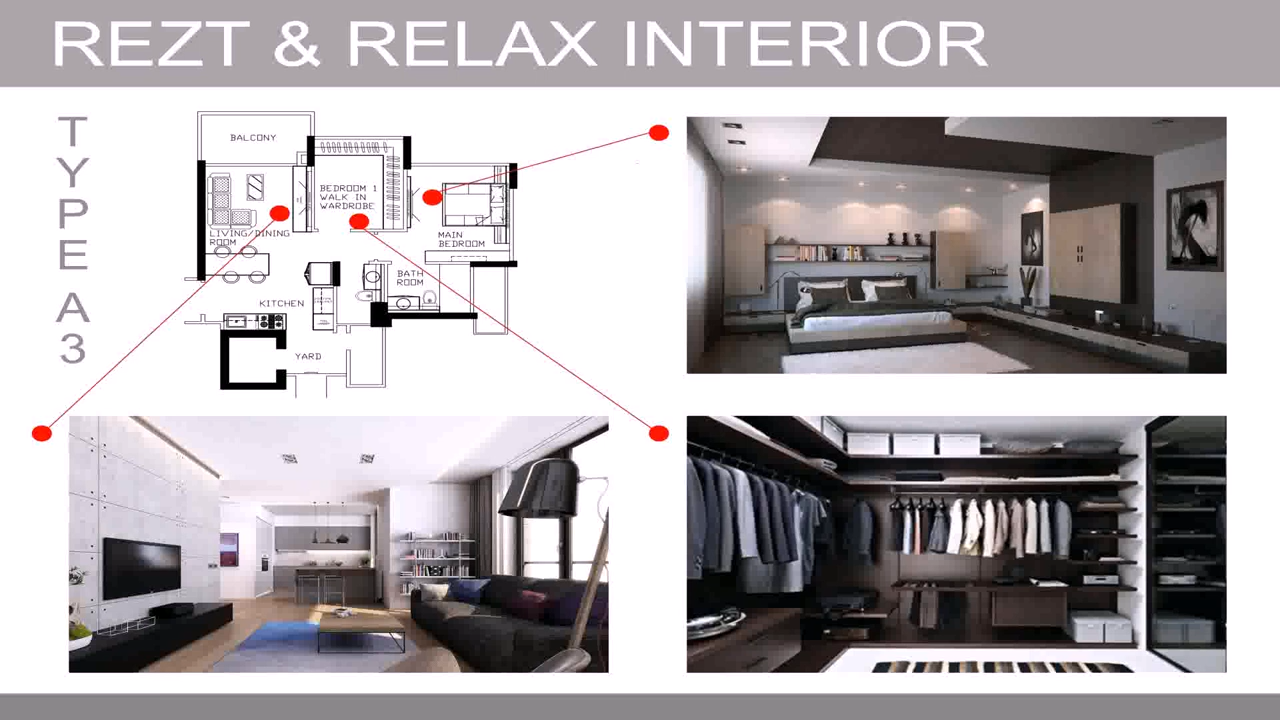 REZT & RELAX INTERIOR
TYPE A3
BALCONY
BEDROOM 1
WALK IN
WARDROBE
LIVING/DINING
ROOM
MAIN
BEDROOM
BATH
ROOM
KITCHEN
YARD